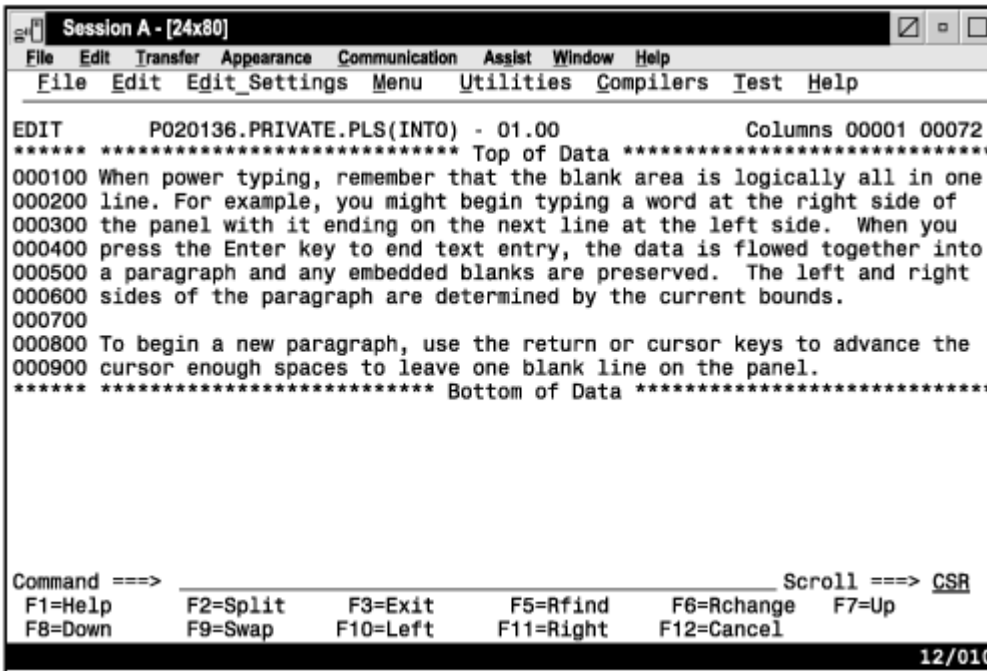 Session A - [24x80]
File Edit Transfer Appearance Communication Assist Window Help
File Edit Edit_Settings Menu Utilities Compilers Test Help
EDIT P020136.PRIVATE.PLS(INTO) - 01.00 Columns 00001 00072
****** **************************** Top of Data ******************************
000100 When power typing, remember that the blank area is logically all in one
000200 line. For example, you might begin typing a word at the right side of
000300 the panel with it ending on the next line at the left side. When you
000400 press the Enter key to end text entry, the data is flowed together into
000500 a paragraph and any embedded blanks are preserved. The left and right
000600 sides of the paragraph are determined by the current bounds.
000700
000800 To begin a new paragraph, use the return or cursor keys to advance the
000900 cursor enough spaces to leave one blank line on the panel.
****** *************************** Bottom of Data *****************************
Command ===> Scroll ===> CSR
F1=Help F2=Split F3=Exit F5=Rfind F6=Rchange F7=Up
F8=Down F9=Swap F10=Left F11=Right F12=Cancel
12/010